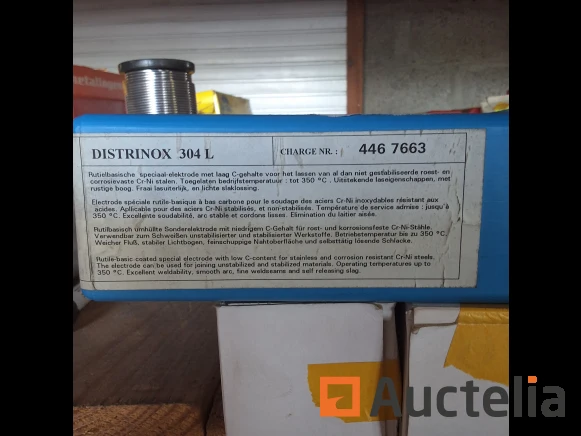 metallogen
DISTRINOX 304 L
CHARGE NR. : 446 7663
Rutielbasische speciaal-elektrode met laag C-gehalte voor het lassen van al dan niet gestabiliseerde roest- en
corrosievaste Cr-Ni stalen. Toegelaten bedrijfstemperatuur : tot 350 °C . Uitstekende laseigenschappen, met
rustige boog. Fraai lasuiterlijk, en lichte slaklossing.
Electrode spéciale rutile-basique à bas carbone pour le soudage des aciers Cr-Ni inoxydables résistant aux
acides. Aplicable pour des aciers Cr-Ni stabilisés, et non-stabilisés. Température de service admise : jusqu'à
350 °C. Excellente soudabilité, arc stable et cordons lisses. Elimination du laitier aisée.
Rutilbasisch umhüllte Sonderelektrode mit niedrigem C-Gehalt für rost- und korrosionsfeste Cr-Ni-Stähle.
Verwendbar zum Schweißen unstabilisierter und stabilisierter Werkstoffe. Betriebstemperatur bis zu 350 °C.
Weicher Fluß, stabiler Lichtbogen, feinschuppige Nahtoberfläche und selbsttätig lösende Schlacke.
Rutile-basic coated special electrode with low C-content for stainless and corrosion resistant Cr-Ni steels.
The electrode can be used for joining unstabilized and stabilized materials. Operating temperatures up to
350 °C. Excellent weldability, smooth arc, fine weldseams and self releasing slag.
Auctelia